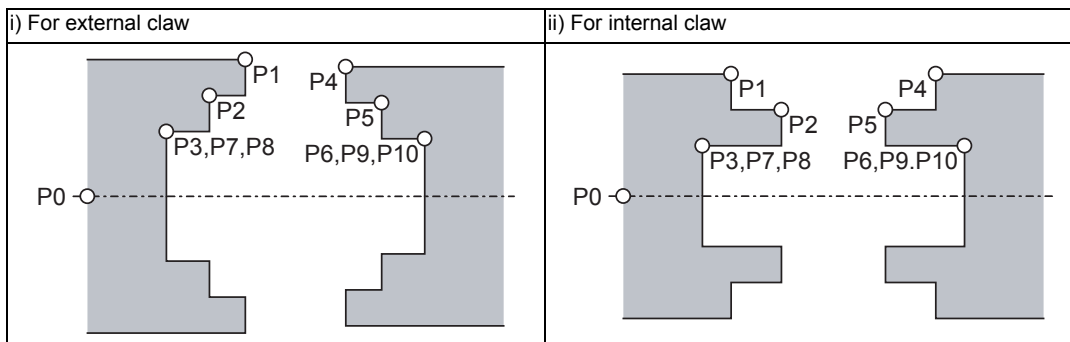 i) For external claw
P1
P4
P2
P5
P3,P7,P8
P6,P9,P10
P0
ii) For internal claw
P1
P4
P2
P5
P3,P7,P8
P6,P9.P10
P0